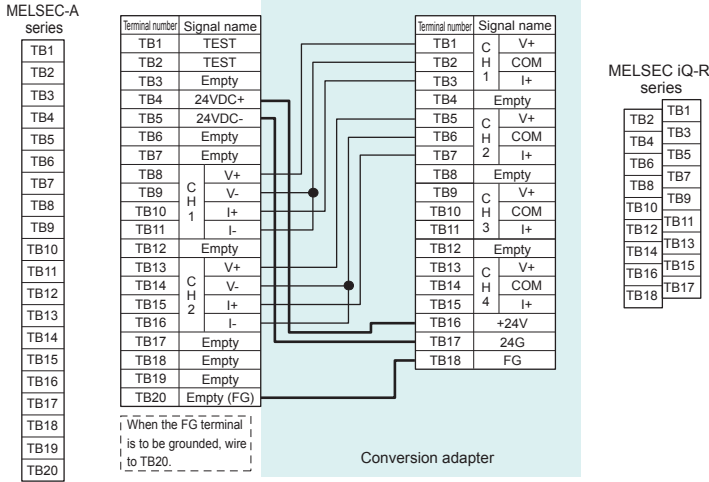 MELSEC-A
series
TB1
TB2
TB3
TB4
TB5
TB6
TB7
TB8
TB9
TB10
TB11
TB12
TB13
TB14
TB15
TB16
TB17
TB18
TB19
TB20
Terminal number Signal name
TB1 TEST
TB2 TEST
TB3 Empty
TB4 24VDC+
TB5 24VDC-
TB6 Empty
TB7 Empty
TB8 CH1 V+
TB9 V-
TB10 I+
TB11 I-
TB12 Empty
TB13 CH2 V+
TB14 V-
TB15 I+
TB16 I-
TB17 Empty
TB18 Empty
TB19 Empty
TB20 Empty (FG)
When the FG terminal
is to be grounded, wire
to TB20.
Terminal number Signal name
TB1 CH1 V+
TB2 COM
TB3 I+
TB4 Empty
TB5 CH2 V+
TB6 COM
TB7 I+
TB8 Empty
TB9 CH3 V+
TB10 COM
TB11 I+
TB12 Empty
TB13 CH4 V+
TB14 COM
TB15 I+
TB16 +24V
TB17 24G
TB18 FG
Conversion adapter
MELSEC iQ-R
series
TB1
TB2
TB3
TB4
TB5
TB6
TB7
TB8
TB9
TB10
TB11
TB12
TB13
TB14
TB15
TB16
TB17
TB18